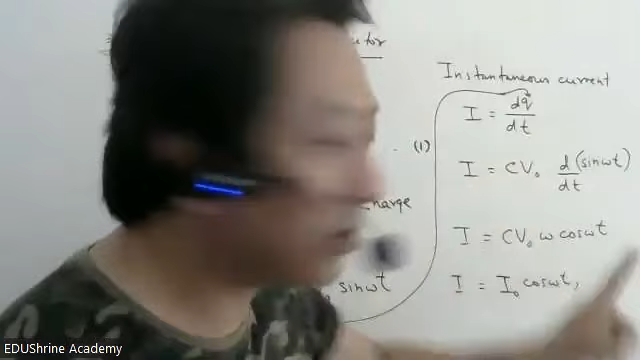 Instantaneous current
I = dq/dt
(1)
I = CV₀ d/dt (sinωt)
I = CV₀ ω cosωt
sinωt
I = I₀ cosωt,
EDUShrine Academy